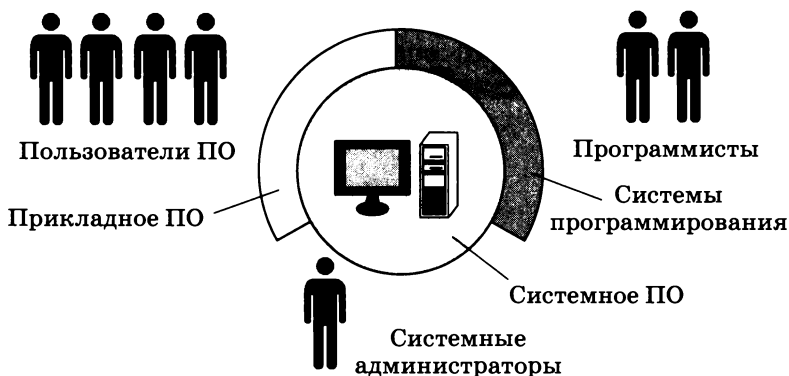 Пользователи ПО
Программисты
Прикладное ПО
Системы
программирования
Системное ПО
Системные
администраторы